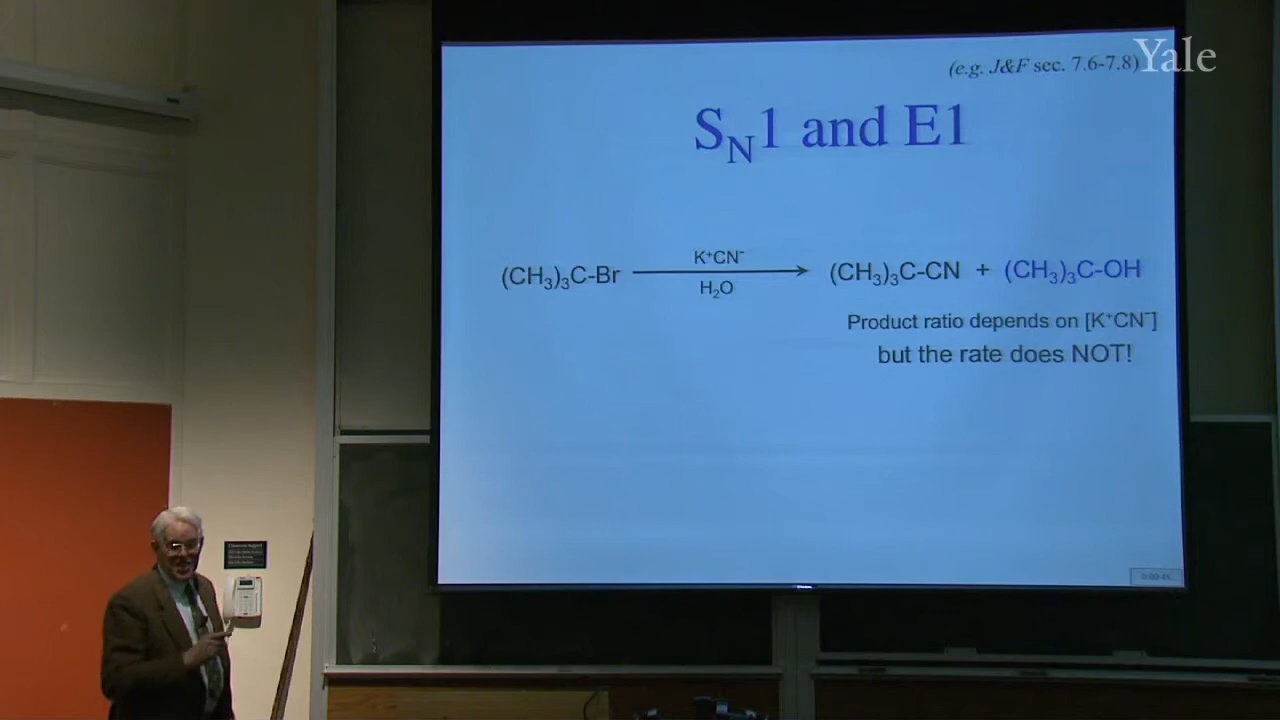 (e.g. J&F sec. 7.6-7.8)
Yale
S_N1 and E1
K⁺CN⁻
(CH₃)₃C-Br
H₂O
(CH₃)₃C-CN + (CH₃)₃C-OH
Product ratio depends on [K⁺CN⁻]
but the rate does NOT!